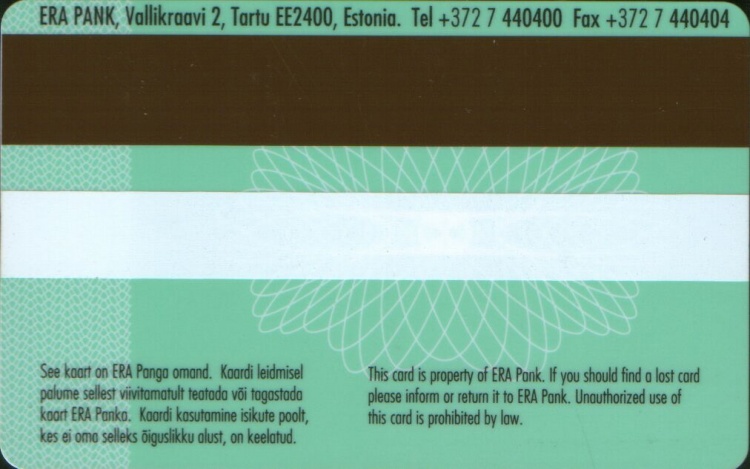 ERA PANK, Vallikraavi 2, Tartu EE2400, Estonia. Tel +372 7 440400 Fax +372 7 440404
See kaart on ERA Panga omand. Kaardi leidmisel
palume sellest viivitamatult teatada või tagastada
kaart ERA Panka. Kaardi kasutamine isikute poolt,
kes ei oma selleks õiguslikku alust, on keelatud.
This card is property of ERA Pank. If you should find a lost card
please inform or return it to ERA Pank. Unauthorized use of
this card is prohibited by law.